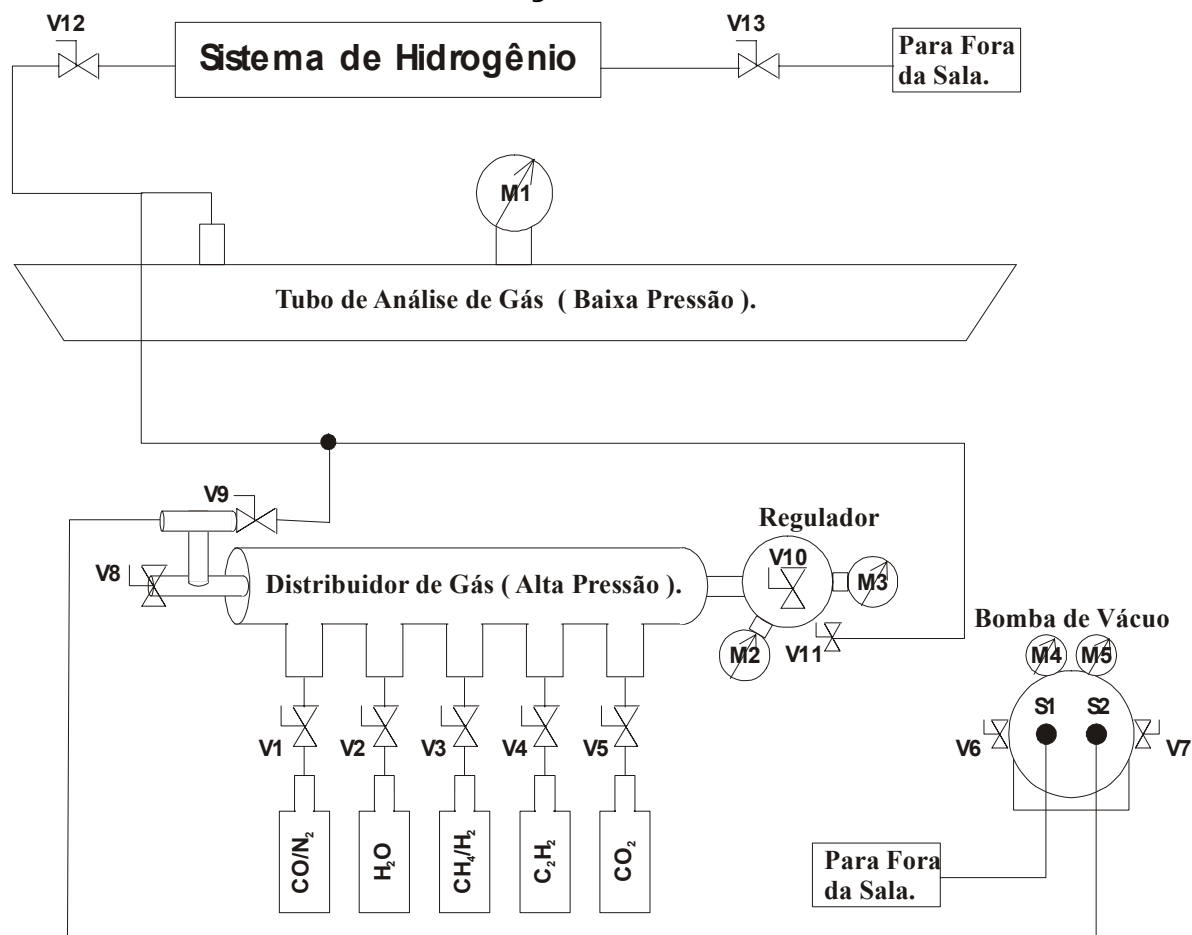 V12
V13
Sistema de Hidrogênio
Para Fora
da Sala.
M1
Tubo de Análise de Gás ( Baixa Pressão ).
V9
Regulador
V8
V10
Distribuidor de Gás ( Alta Pressão ).
M3
Bomba de Vácuo
M2
V11
M4
M5
S1
S2
V1
V2
V3
V4
V5
V6
V7
CO/N₂
H₂O
CH₄/H₂
C₂H₂
CO₂
Para Fora
da Sala.